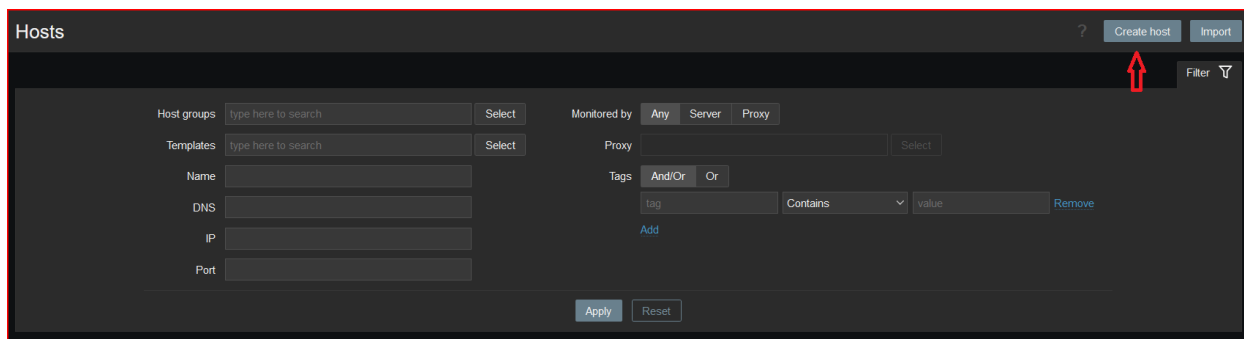 Hosts ? Create host Import
Filter
Host groups type here to search Select Monitored by Any Server Proxy
Templates type here to search Select Proxy Select
Name Tags And/Or Or
DNS tag Contains value Remove
IP Add
Port
Apply Reset